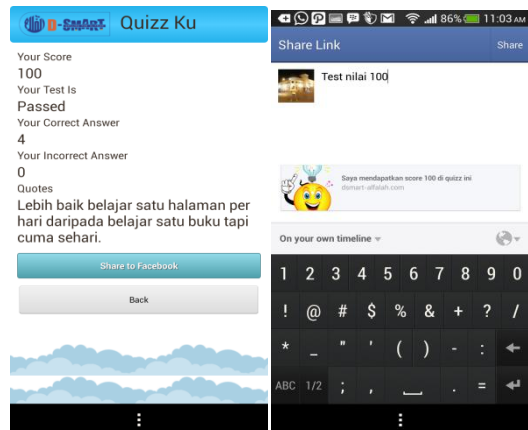 D-SMART Quizz Ku
Your Score
100
Your Test Is
Passed
Your Correct Answer
4
Your Incorrect Answer
0
Quotes
Lebih baik belajar satu halaman per
hari daripada belajar satu buku tapi
cuma sehari.
Share to Facebook
Back
86% 11:03 AM
Share Link
Share
Test nilai 100
Saya mendapatkan score 100 di quizz ini
dsmart-alfalah.com
On your own timeline
1 2 3 4 5 6 7 8 9 0
! @ # $ % & + ? /
* _ " ' ( ) - :
ABC 1/2 ; , . =